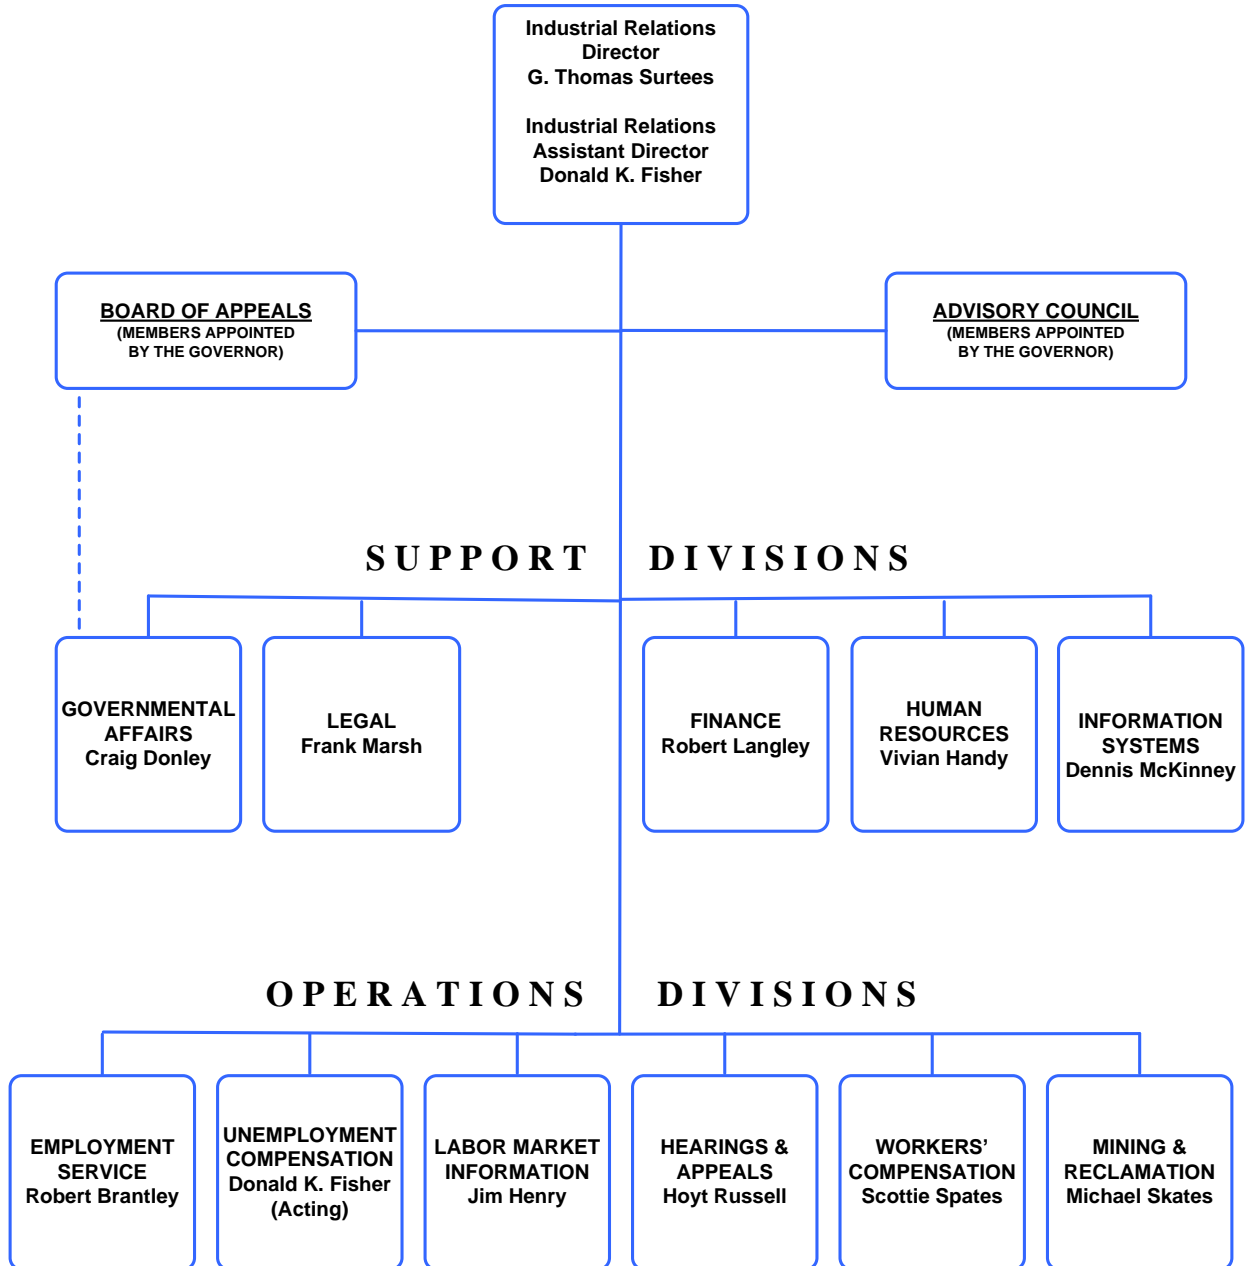 Industrial Relations
Director
G. Thomas Surtees
Industrial Relations
Assistant Director
Donald K. Fisher
BOARD OF APPEALS
(MEMBERS APPOINTED
BY THE GOVERNOR)
ADVISORY COUNCIL
(MEMBERS APPOINTED
BY THE GOVERNOR)
SUPPORT DIVISIONS
GOVERNMENTAL
AFFAIRS
Craig Donley
LEGAL
Frank Marsh
FINANCE
Robert Langley
HUMAN
RESOURCES
Vivian Handy
INFORMATION
SYSTEMS
Dennis McKinney
OPERATIONS DIVISIONS
EMPLOYMENT
SERVICE
Robert Brantley
UNEMPLOYMENT
COMPENSATION
Donald K. Fisher
(Acting)
LABOR MARKET
INFORMATION
Jim Henry
HEARINGS &
APPEALS
Hoyt Russell
WORKERS’
COMPENSATION
Scottie Spates
MINING &
RECLAMATION
Michael Skates